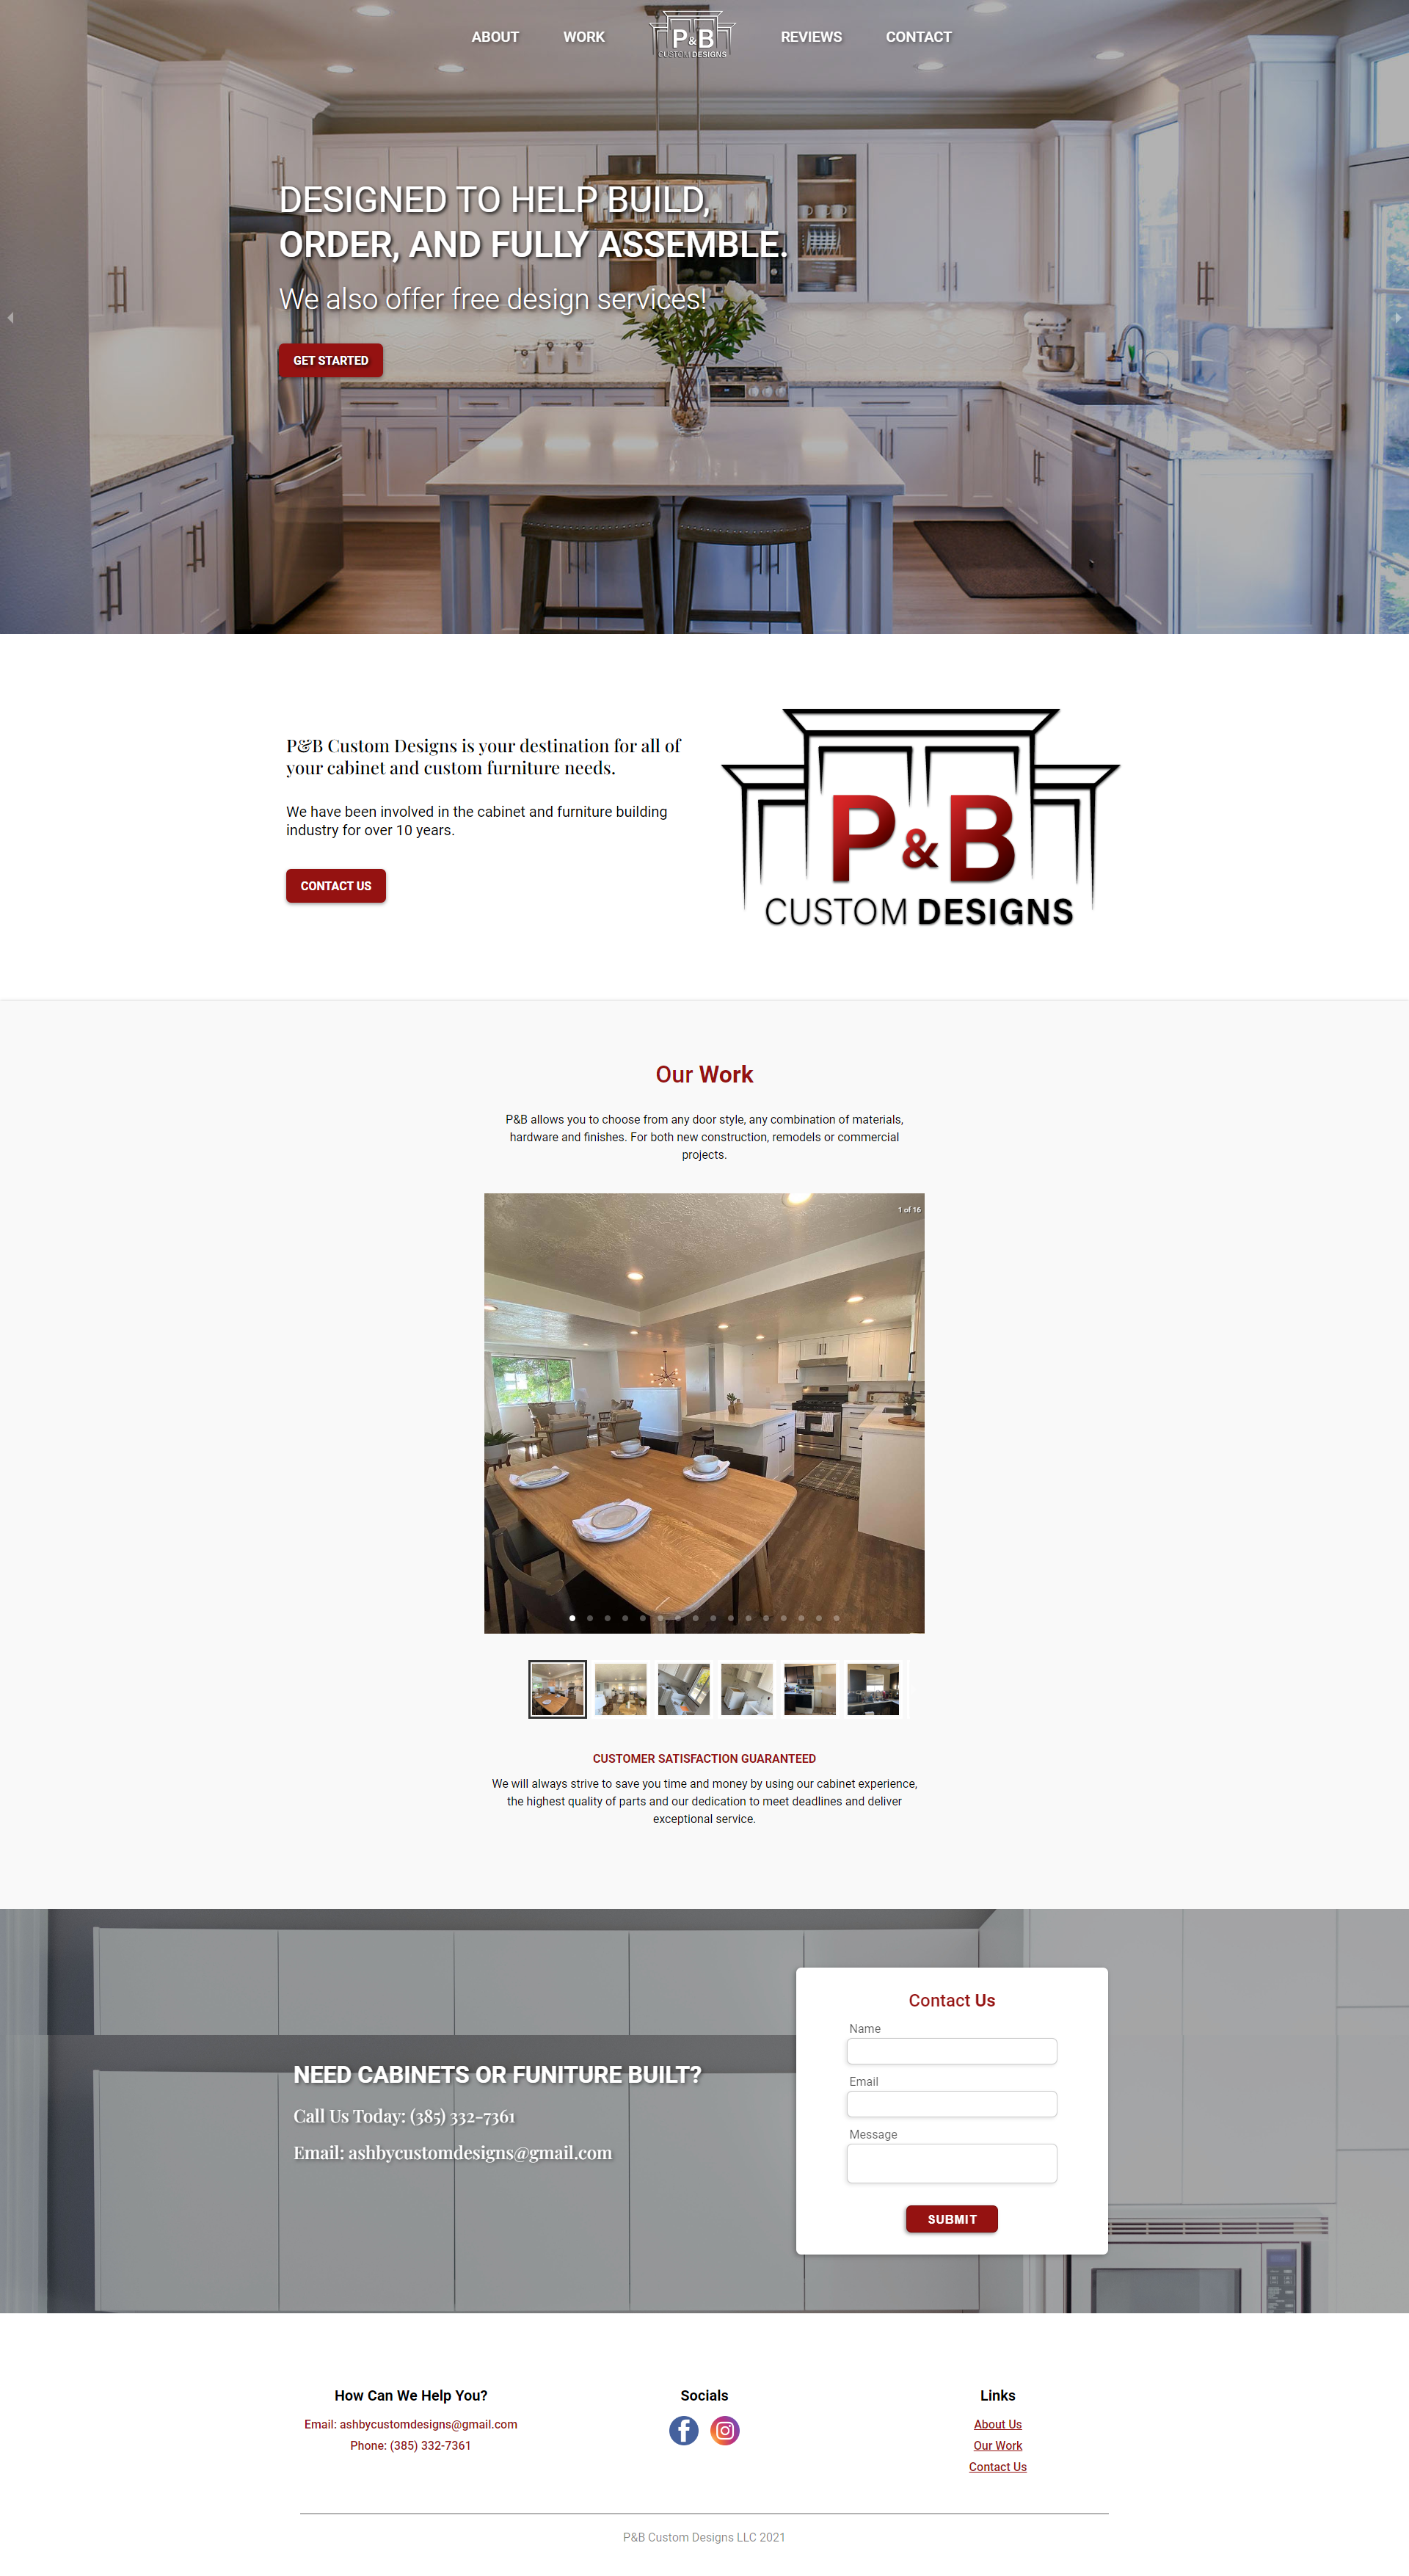 ABOUT
WORK
P&B
CUSTOM DESIGNS
REVIEWS
CONTACT
DESIGNED TO HELP BUILD,
ORDER, AND FULLY ASSEMBLE.
We also offer free design services!
GET STARTED
P&B Custom Designs is your destination for all of
your cabinet and custom furniture needs.
We have been involved in the cabinet and furniture building
industry for over 10 years.
CONTACT US
P&B
CUSTOM DESIGNS
Our Work
P&B allows you to choose from any door style, any combination of materials,
hardware and finishes. For both new construction, remodels or commercial
projects.
1 of 16
CUSTOMER SATISFACTION GUARANTEED
We will always strive to save you time and money by using our cabinet experience,
the highest quality of parts and our dedication to meet deadlines and deliver
exceptional service.
NEED CABINETS OR FUNITURE BUILT?
Call Us Today: (385) 332-7361
Email: ashbycustomdesigns@gmail.com
Contact Us
Name
Email
Message
SUBMIT
How Can We Help You?
Email: ashbycustomdesigns@gmail.com
Phone: (385) 332-7361
Socials
Links
About Us
Our Work
Contact Us
P&B Custom Designs LLC 2021